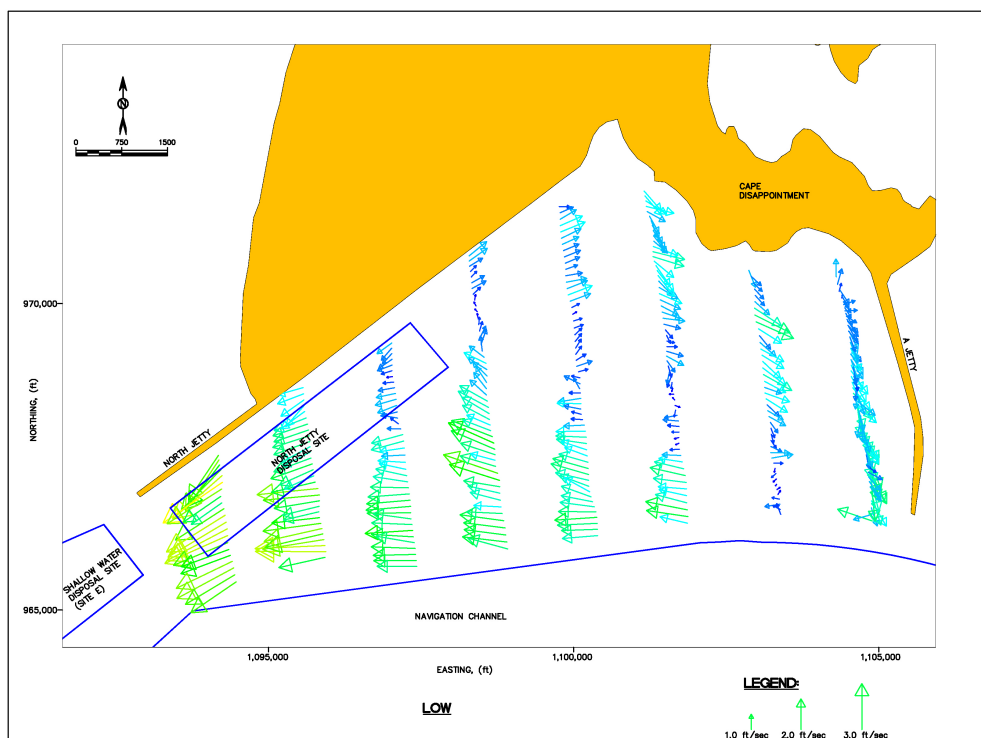 N
0 750 1500
CAPE
DISAPPOINTMENT
970,000
NORTHING, (ft)
A JETTY
NORTH JETTY
NORTH JETTY
DISPOSAL SITE
SHALLOW WATER
DISPOSAL SITE
(SITE E)
965,000
NAVIGATION CHANNEL
1,095,000 1,100,000 1,105,000
EASTING, (ft)
LOW
LEGEND:
1.0 ft/sec 2.0 ft/sec 3.0 ft/sec